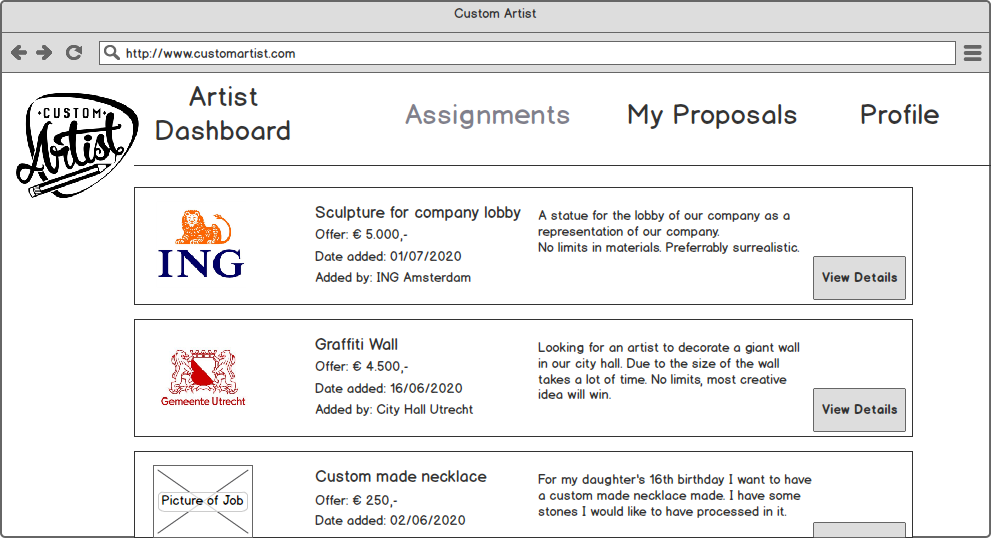 Custom Artist
http://www.customartist.com
·CUSTOM·
Artist
Artist
Dashboard
Assignments
My Proposals
Profile
ING
Sculpture for company lobby
Offer: € 5.000,-
Date added: 01/07/2020
Added by: ING Amsterdam
A statue for the lobby of our company as a
representation of our company.
No limits in materials. Preferrably surrealistic.
View Details
Gemeente Utrecht
Graffiti Wall
Offer: € 4.500,-
Date added: 16/06/2020
Added by: City Hall Utrecht
Looking for an artist to decorate a giant wall
in our city hall. Due to the size of the wall
takes a lot of time. No limits, most creative
idea will win.
View Details
Picture of Job
Custom made necklace
Offer: € 250,-
Date added: 02/06/2020
For my daughter's 16th birthday I want to have
a custom made necklace made. I have some
stones I would like to have processed in it.